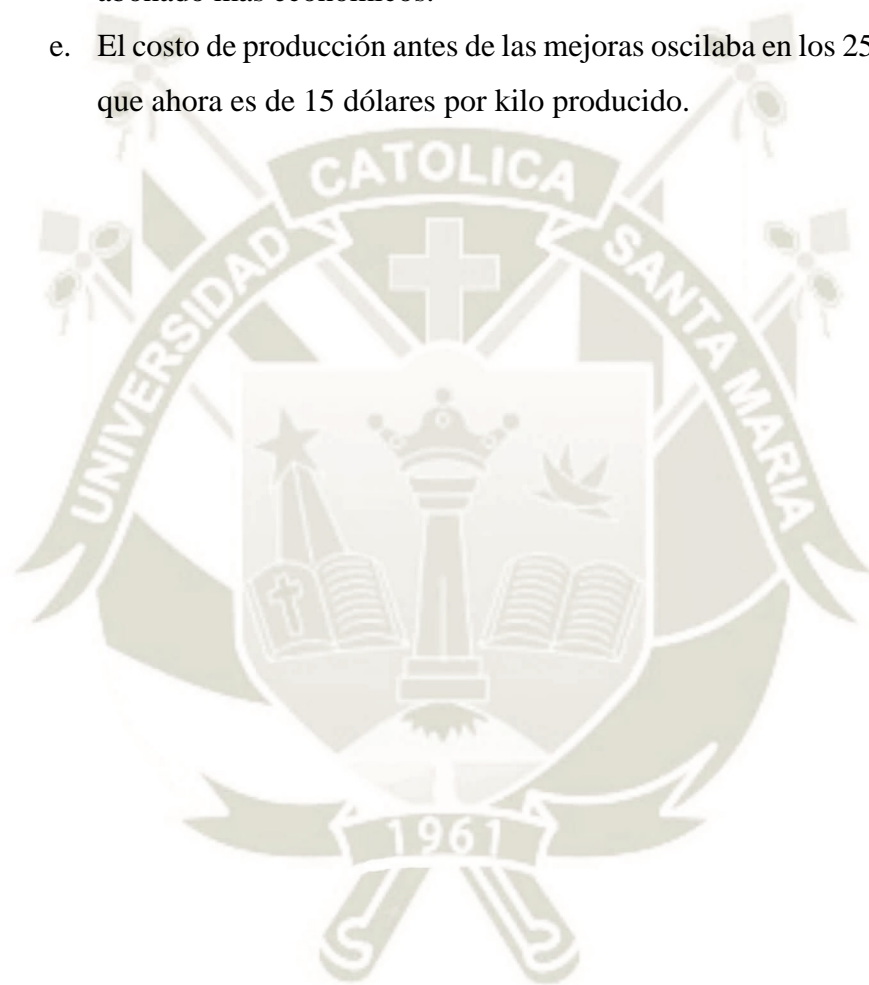 abonado más económicos.
e. El costo de producción antes de las mejoras oscilaba en los 25
que ahora es de 15 dólares por kilo producido.
UNIVERSIDAD
CATOLICA
SANTA MARIA
1961